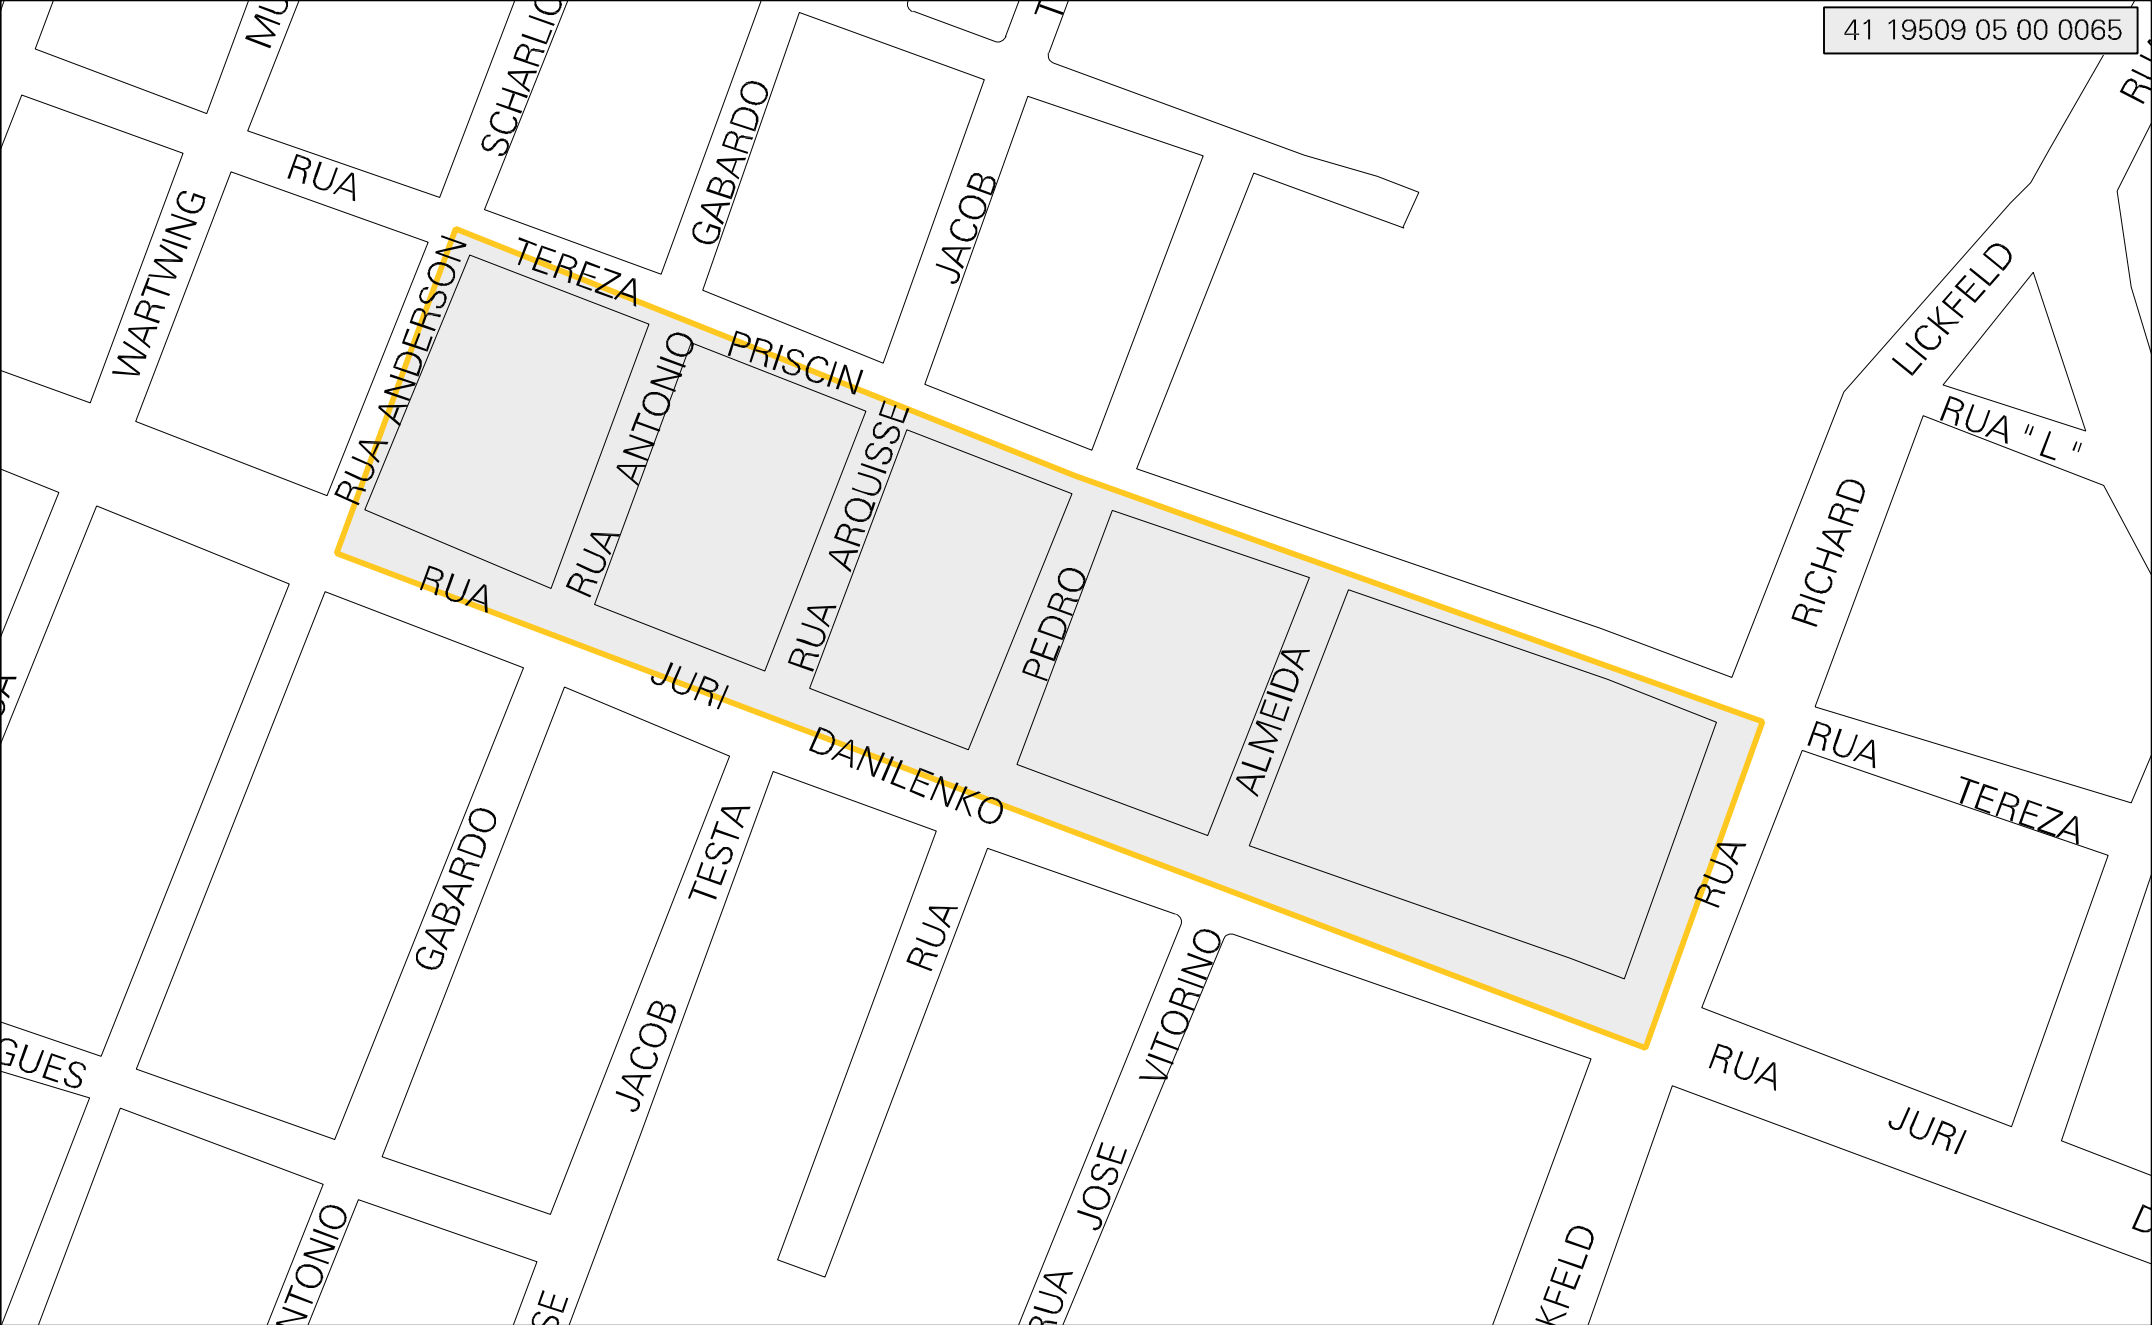 41 19509 05 00 0065
MU
SCHARLIC
T
RUA
GABARDO
JACOB
WARTWING
RUA ANDERSON
TEREZA
PRISCIN
LICKFELD
RUA " L "
RICHARD
RUA ANTONIO
RUA ARQUISSE
PEDRO
ALMEIDA
RUA
JURI
DANILENKO
RUA
TEREZA
RUA
GABARDO
TESTA
JACOB
RUA
VITORINO
JOSE
RUA
GUES
RUA
JURI
D
NTONIO
SE
KFELD